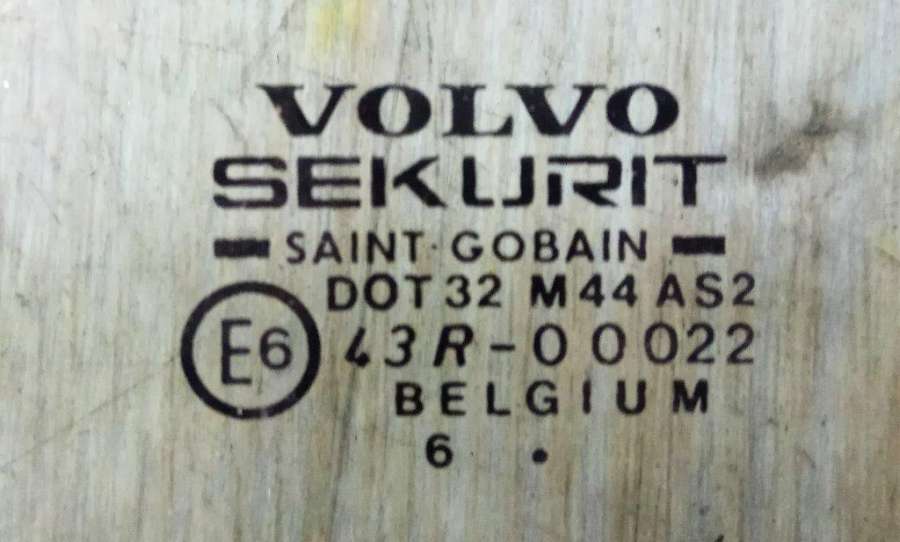 VOLVO
SEKURIT
SAINT-GOBAIN
DOT 32 M44 AS2
E6 43R-00022
BELGIUM
6 .